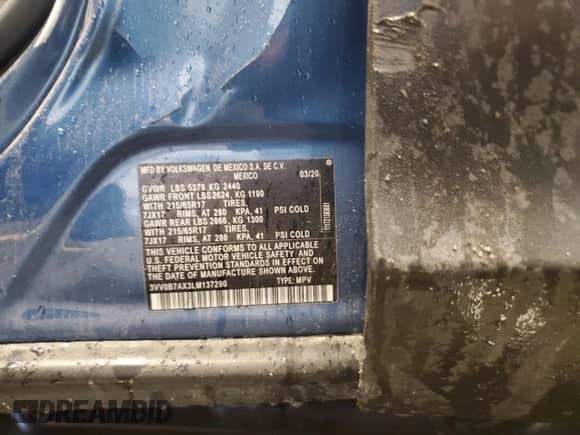 MFD BY VOLKSWAGEN DE MEXICO S.A. DE C.V.
MEXICO 03/20
GVWR LBS 5379 KG 2440
GAWR FRONT LBS 2624, KG 1190
WITH 215/65R17 TIRES,
7JX17 RIMS, AT 280 KPA, 41 PSI COLD
GAWR REAR LBS 2866, KG 1300
WITH 215/65R17 TIRES,
7JX17 RIMS, AT 280 KPA, 41 PSI COLD
THIS VEHICLE CONFORMS TO ALL APPLICABLE
U.S. FEDERAL MOTOR VEHICLE SAFETY AND
THEFT PREVENTION STANDARDS IN EFFECT ON
THE DATE OF MANUFACTURE SHOWN ABOVE.
3VV0B7AX3LM137290 TYPE: MPV
DREAMBID